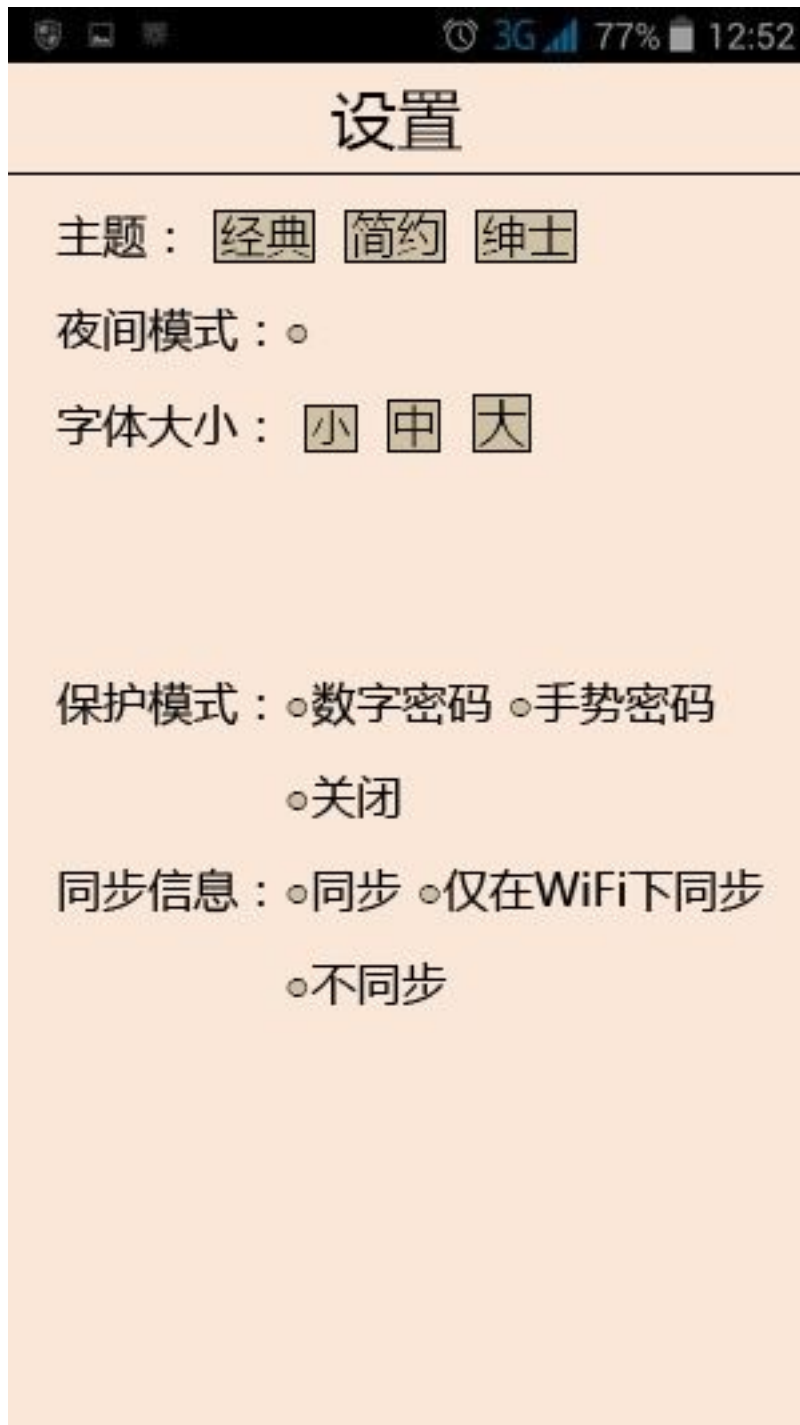 3G 77% 12:52
设置
主题： 经典 简约 绅士
夜间模式：
字体大小： 小 中 大
保护模式：数字密码 手势密码
关闭
同步信息：同步 仅在WiFi下同步
不同步